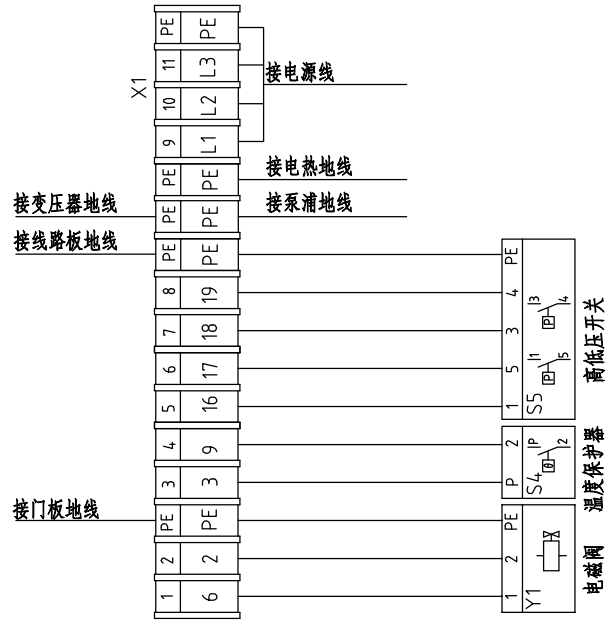 X1
PE PE
11 L3
接电源线
10 L2
9 L1
PE PE
接电热地线
接变压器地线
PE PE
接泵浦地线
接线路板地线
PE PE
PE
8 19
4
7 18
3
6 17
5
5 16
1
S5
P
3
4
P
1
5
高低压开关
4 9
2
3 3
P
S4
P
θ
2
温度保护器
接门板地线
PE PE
PE
2 2
2
1 6
1
Y1
电磁阀